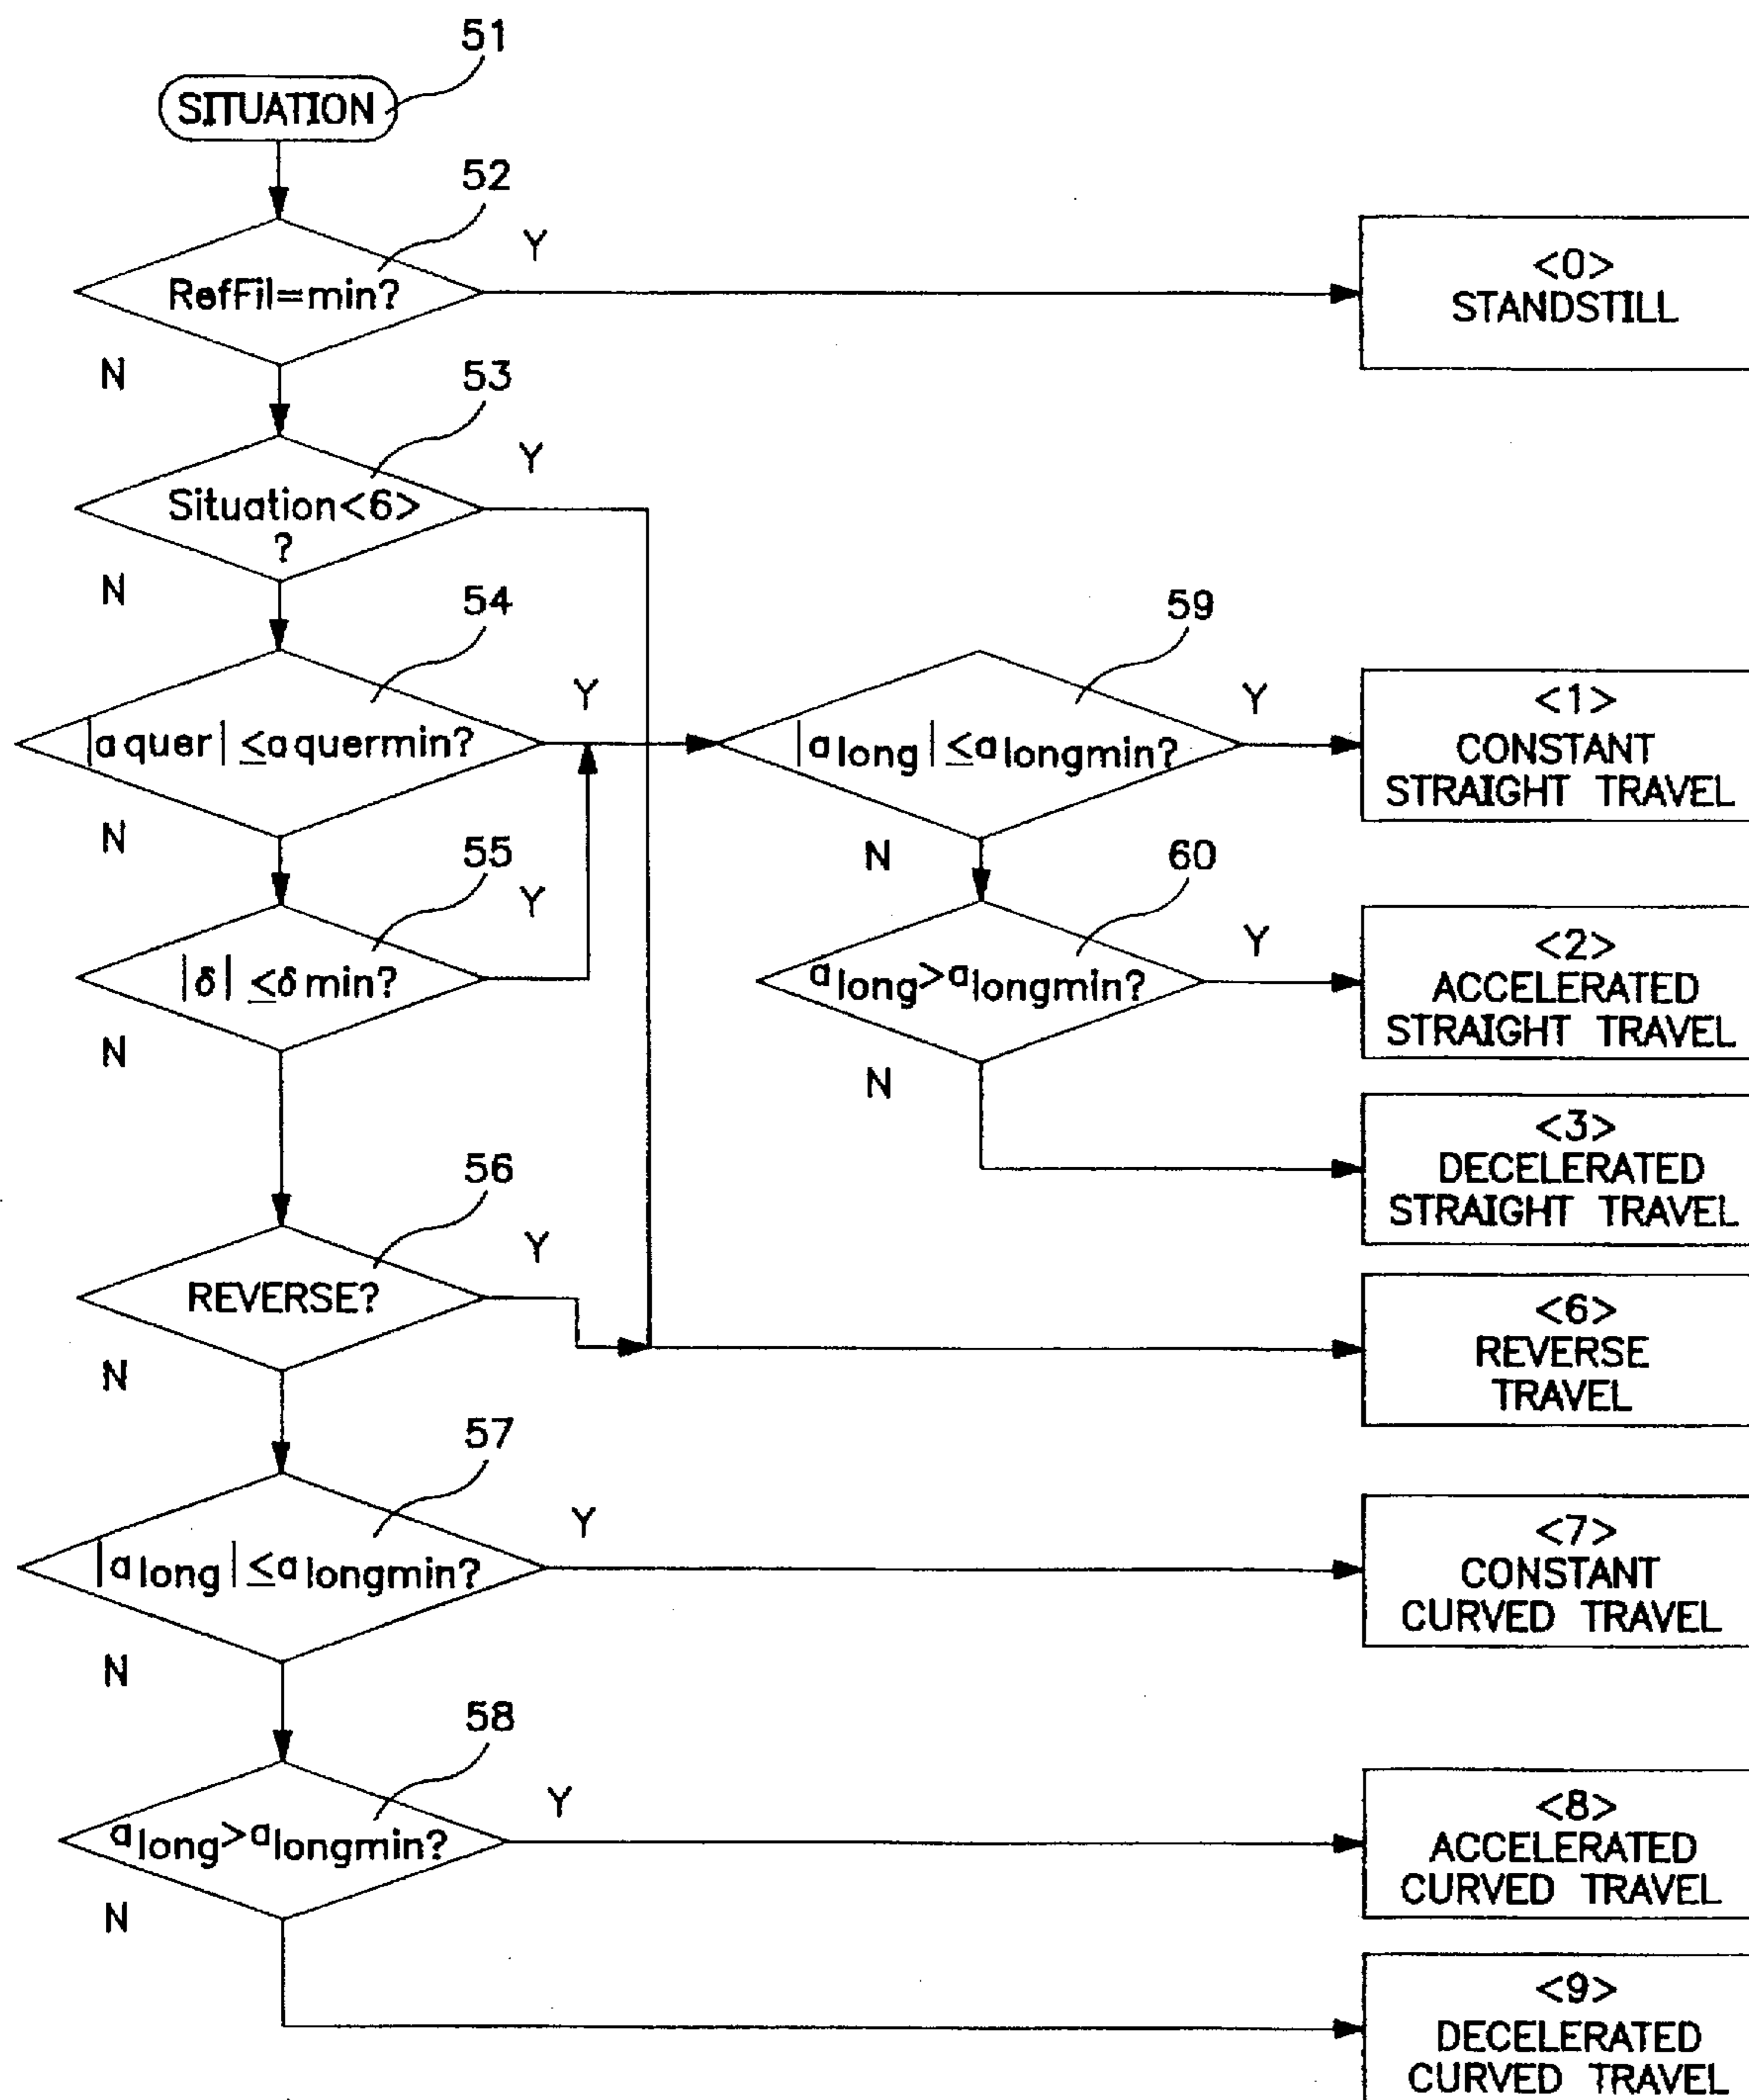 51
SITUATION
52
Y
RefFil=min?
<0>
STANDSTILL
N
53
Y
Situation<6>
?
N
54
Y
|a quer| ≤a quermin?
59
Y
|a long| ≤a longmin?
<1>
CONSTANT
STRAIGHT TRAVEL
N
55
Y
|δ| ≤δ min?
N
60
Y
a long>a longmin?
<2>
ACCELERATED
STRAIGHT TRAVEL
N
N
<3>
DECELERATED
STRAIGHT TRAVEL
56
Y
REVERSE?
<6>
REVERSE
TRAVEL
N
57
Y
|a long| ≤a longmin?
<7>
CONSTANT
CURVED TRAVEL
N
58
Y
a long>a longmin?
<8>
ACCELERATED
CURVED TRAVEL
N
<9>
DECELERATED
CURVED TRAVEL